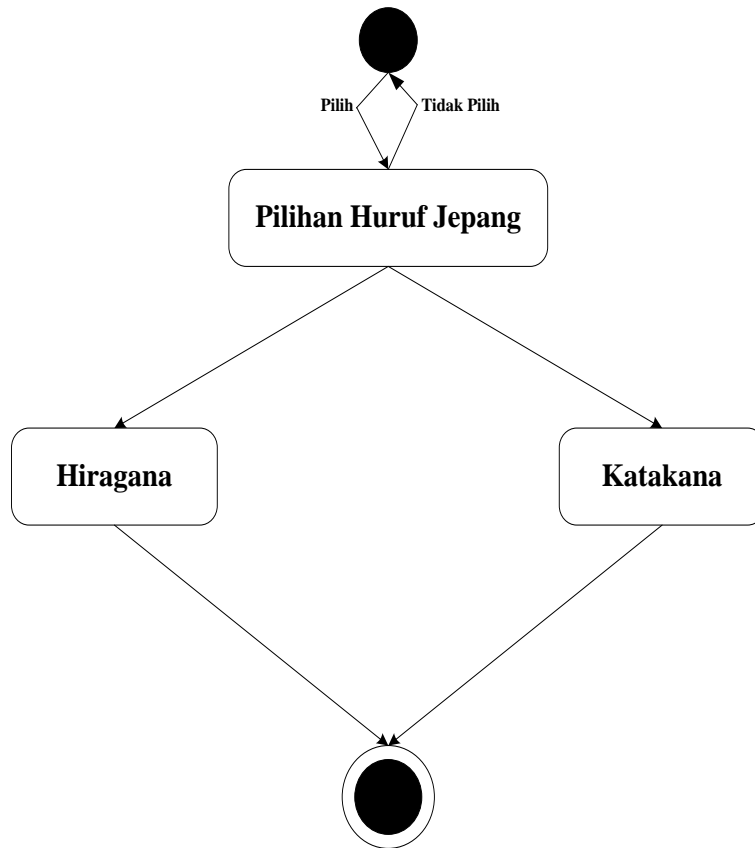 Pilih
Tidak Pilih
Pilihan Huruf Jepang
Hiragana
Katakana